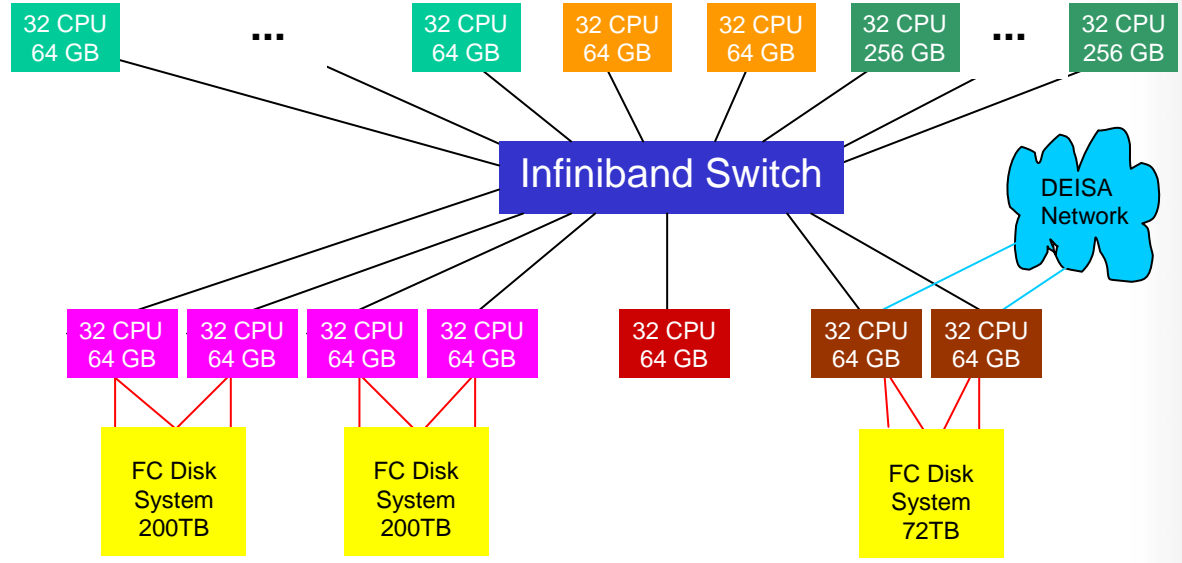 32 CPU
64 GB
...
32 CPU
64 GB
32 CPU
64 GB
32 CPU
64 GB
32 CPU
256 GB
...
32 CPU
256 GB
Infiniband Switch
DEISA
Network
32 CPU
64 GB
32 CPU
64 GB
32 CPU
64 GB
32 CPU
64 GB
32 CPU
64 GB
32 CPU
64 GB
32 CPU
64 GB
FC Disk
System
200TB
FC Disk
System
200TB
FC Disk
System
72TB